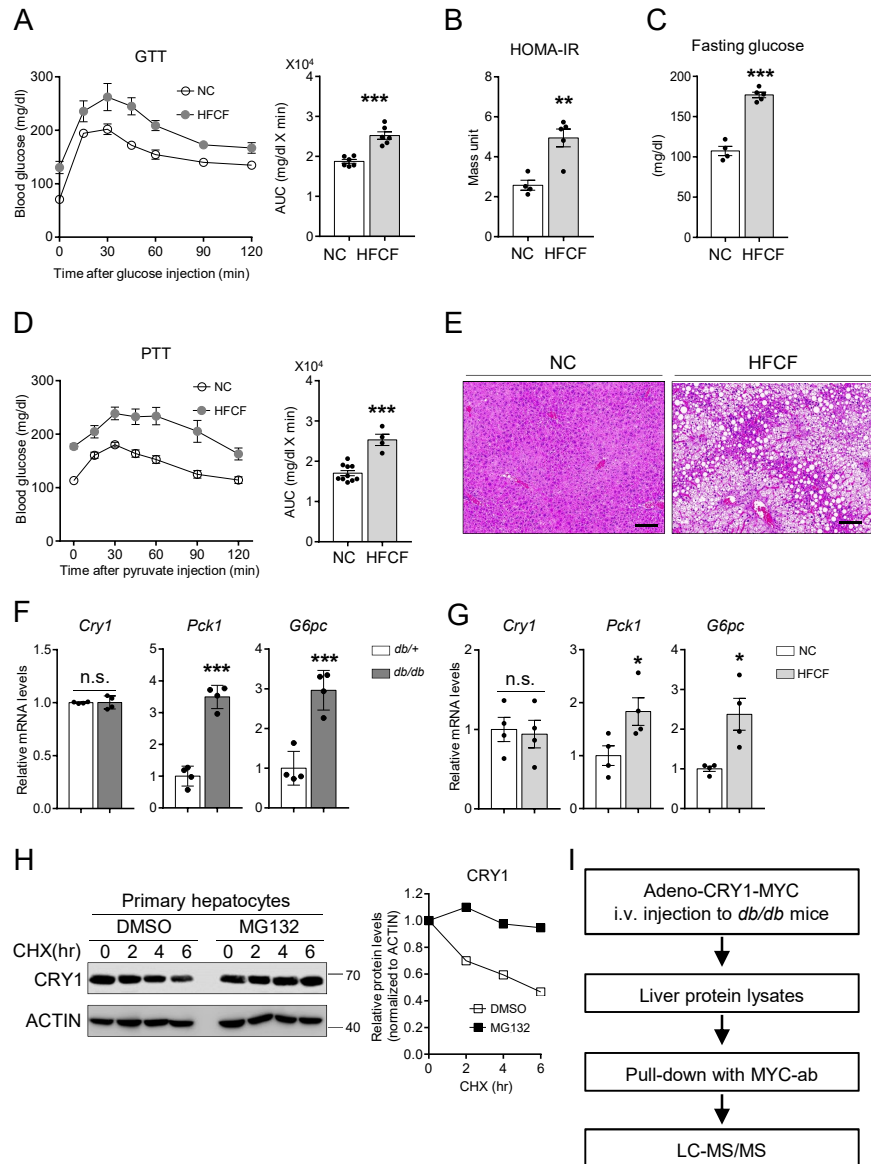 A
GTT
Blood glucose (mg/dl)
300
200
100
0
NC
HFCF
0
30
60
90
120
Time after glucose injection (min)
X10⁴
AUC (mg/dl X min)
4
2
0
***
NC HFCF
B
HOMA-IR
Mass unit
8
6
4
2
0
**
NC HFCF
C
Fasting glucose
(mg/dl)
200
150
100
50
0
***
NC HFCF
D
PTT
Blood glucose (mg/dl)
300
200
100
0
NC
HFCF
0
30
60
90
120
Time after pyruvate injection (min)
X10⁴
AUC (mg/dl X min)
4
2
0
***
NC HFCF
E
NC
HFCF
F
Relative mRNA levels
Cry1
1.5
1.0
0.5
0.0
n.s.
Pck1
5
4
3
2
1
0
***
G6pc
4
3
2
1
0
***
db/+
db/db
G
Relative mRNA levels
Cry1
2.0
1.5
1.0
0.5
0.0
n.s.
Pck1
3
2
1
0
*
G6pc
4
3
2
1
0
*
NC
HFCF
H
Primary hepatocytes
DMSO MG132
CHX(hr) 0 2 4 6 0 2 4 6
CRY1
70
ACTIN
40
CRY1
Relative protein levels
(normalized to ACTIN)
1.2
1.0
0.8
0.6
0.4
0.2
0
DMSO
MG132
0 2 4 6
CHX (hr)
I
Adeno-CRY1-MYC
i.v. injection to db/db mice
Liver protein lysates
Pull-down with MYC-ab
LC-MS/MS